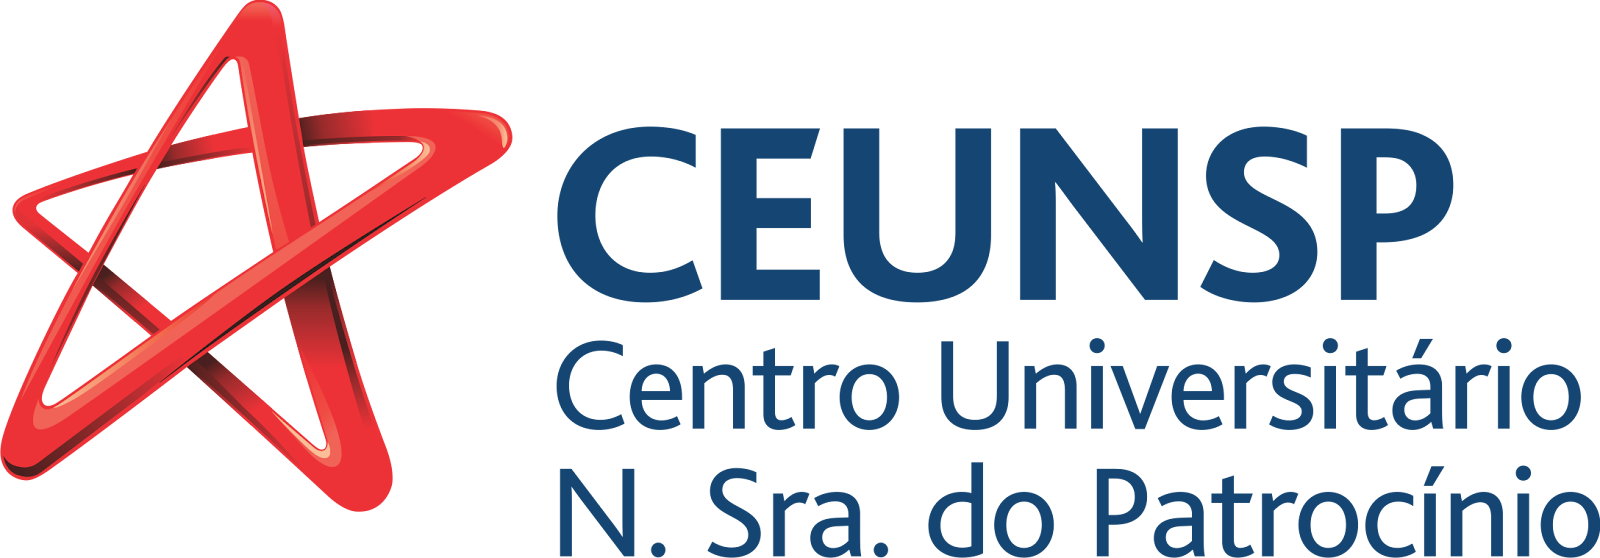 CEUNSP
Centro Universitário
N. Sra. do Patrocínio